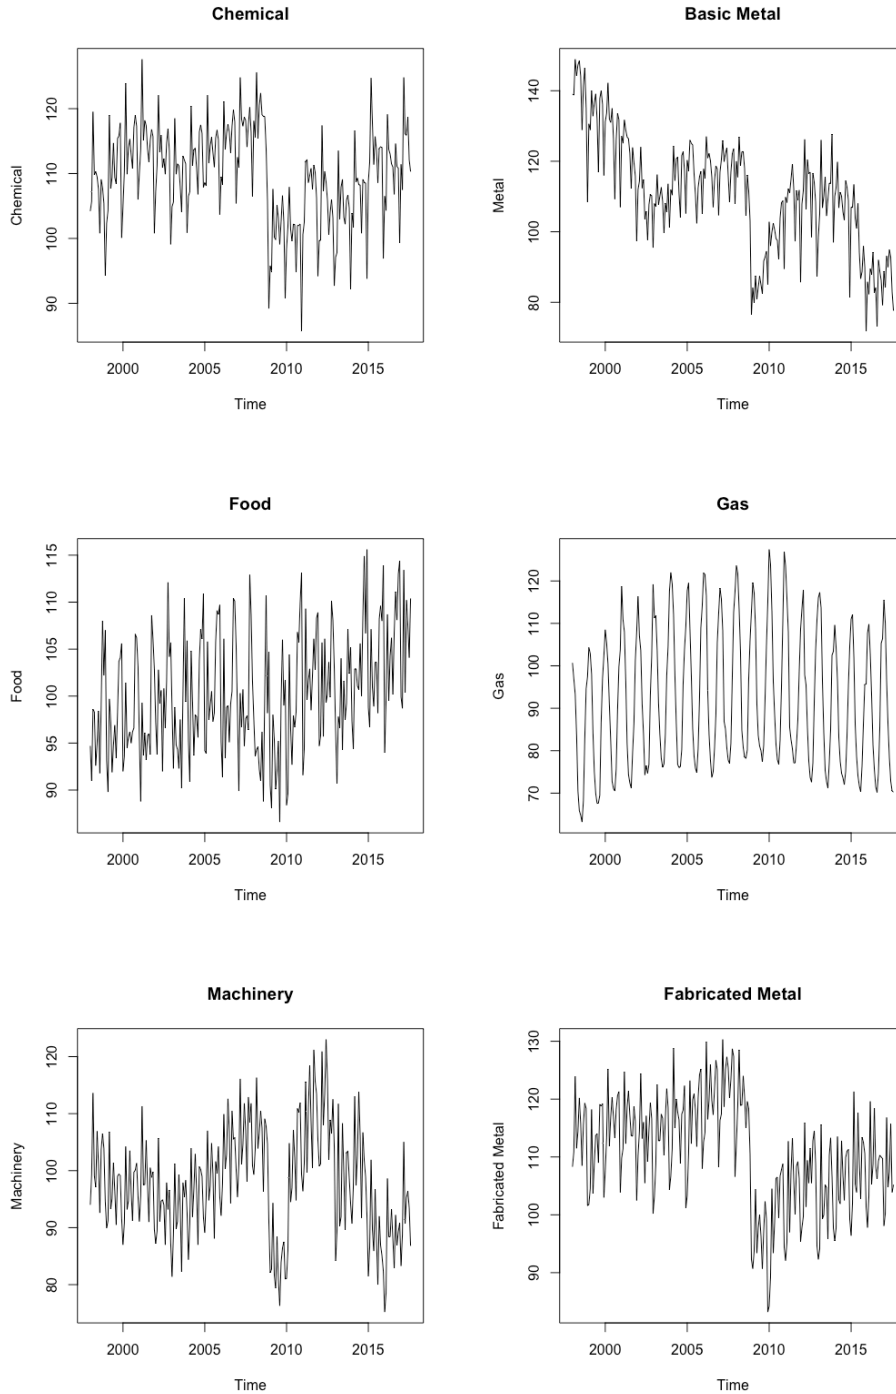 Chemical
Chemical
90 100 110 120
2000 2005 2010 2015
Time
Basic Metal
Metal
80 100 120 140
2000 2005 2010 2015
Time
Food
Food
90 95 100 105 110 115
2000 2005 2010 2015
Time
Gas
Gas
70 80 90 100 110 120
2000 2005 2010 2015
Time
Machinery
Machinery
80 90 100 110 120
2000 2005 2010 2015
Time
Fabricated Metal
Fabricated Metal
90 100 110 120 130
2000 2005 2010 2015
Time